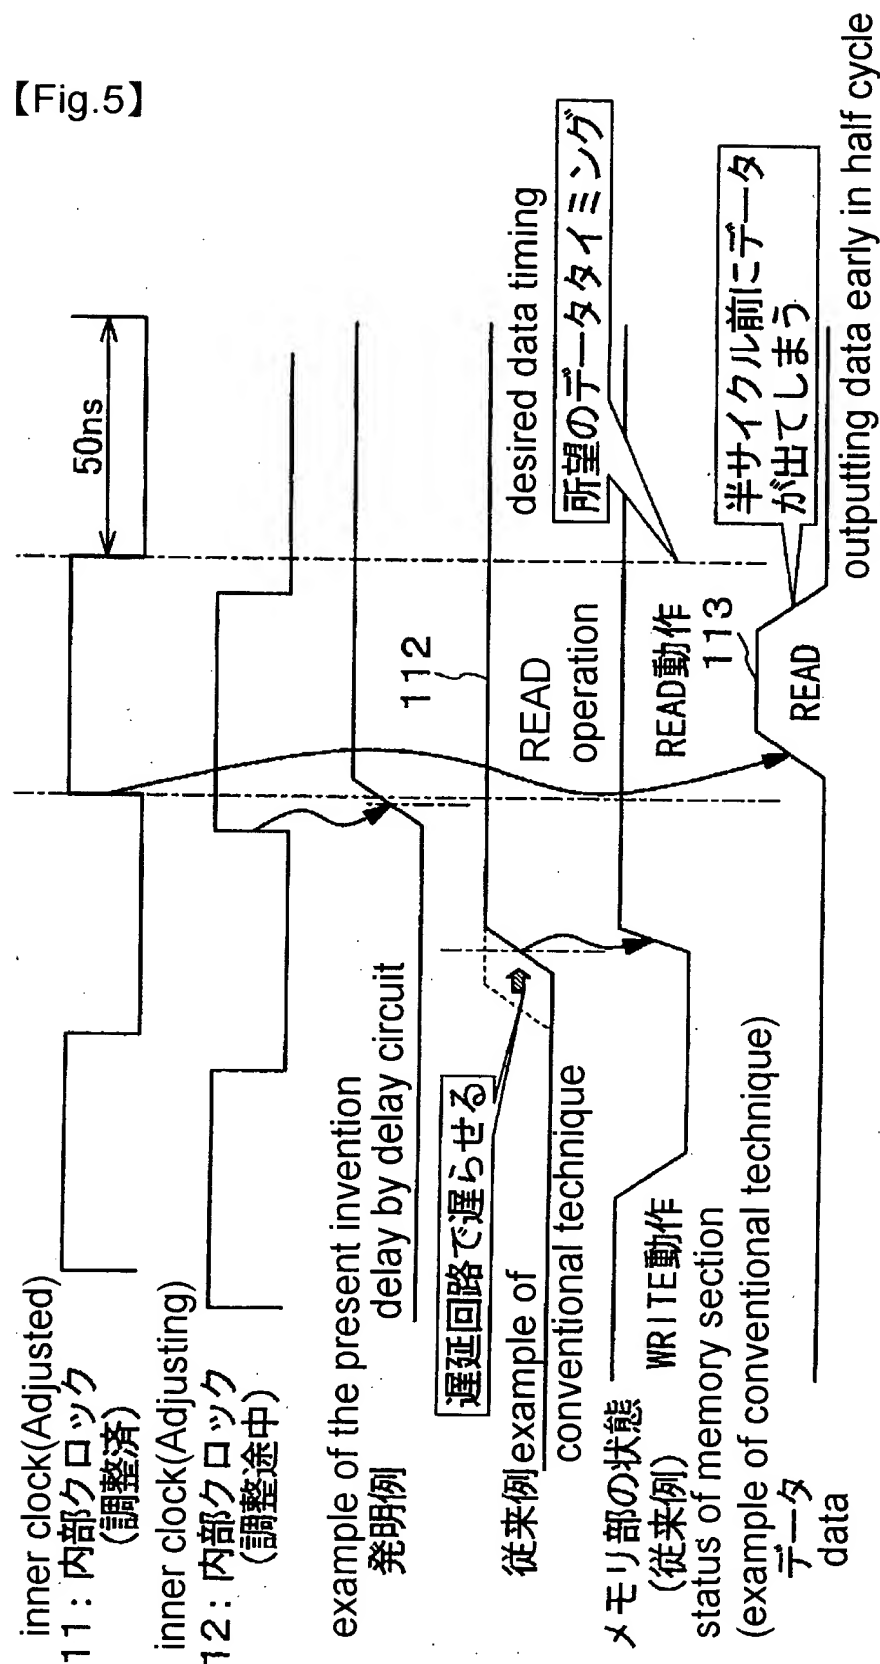 【Fig.5】
50ns
inner clock(Adjusted)
11：内部クロック
(調整済)
inner clock(Adjusting)
12：内部クロック
(調整途中)
example of the present invention
発明例
delay by delay circuit
遅延回路で遅らせる
112
従来例 example of
conventional technique
READ
operation
desired data timing
所望のデータタイミング
メモリ部の状態
(従来例)
WRITE動作
READ動作
113
status of memory section
(example of conventional technique)
データ
data
READ
半サイクル前にデータ
が出てしまう
outputting data early in half cycle